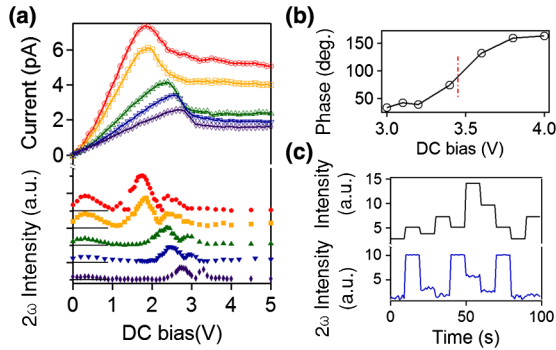 (a)
Current (pA)
6
4
2
0
2ω Intensity (a.u.)
0 1 2 3 4 5
DC bias(V)
(b)
Phase (deg.)
150
100
50
3.0 3.5 4.0
DC bias (V)
(c)
Intensity
(a.u.)
15
10
5
2ω Intensity
(a.u.)
10
5
0 50 100
Time (s)